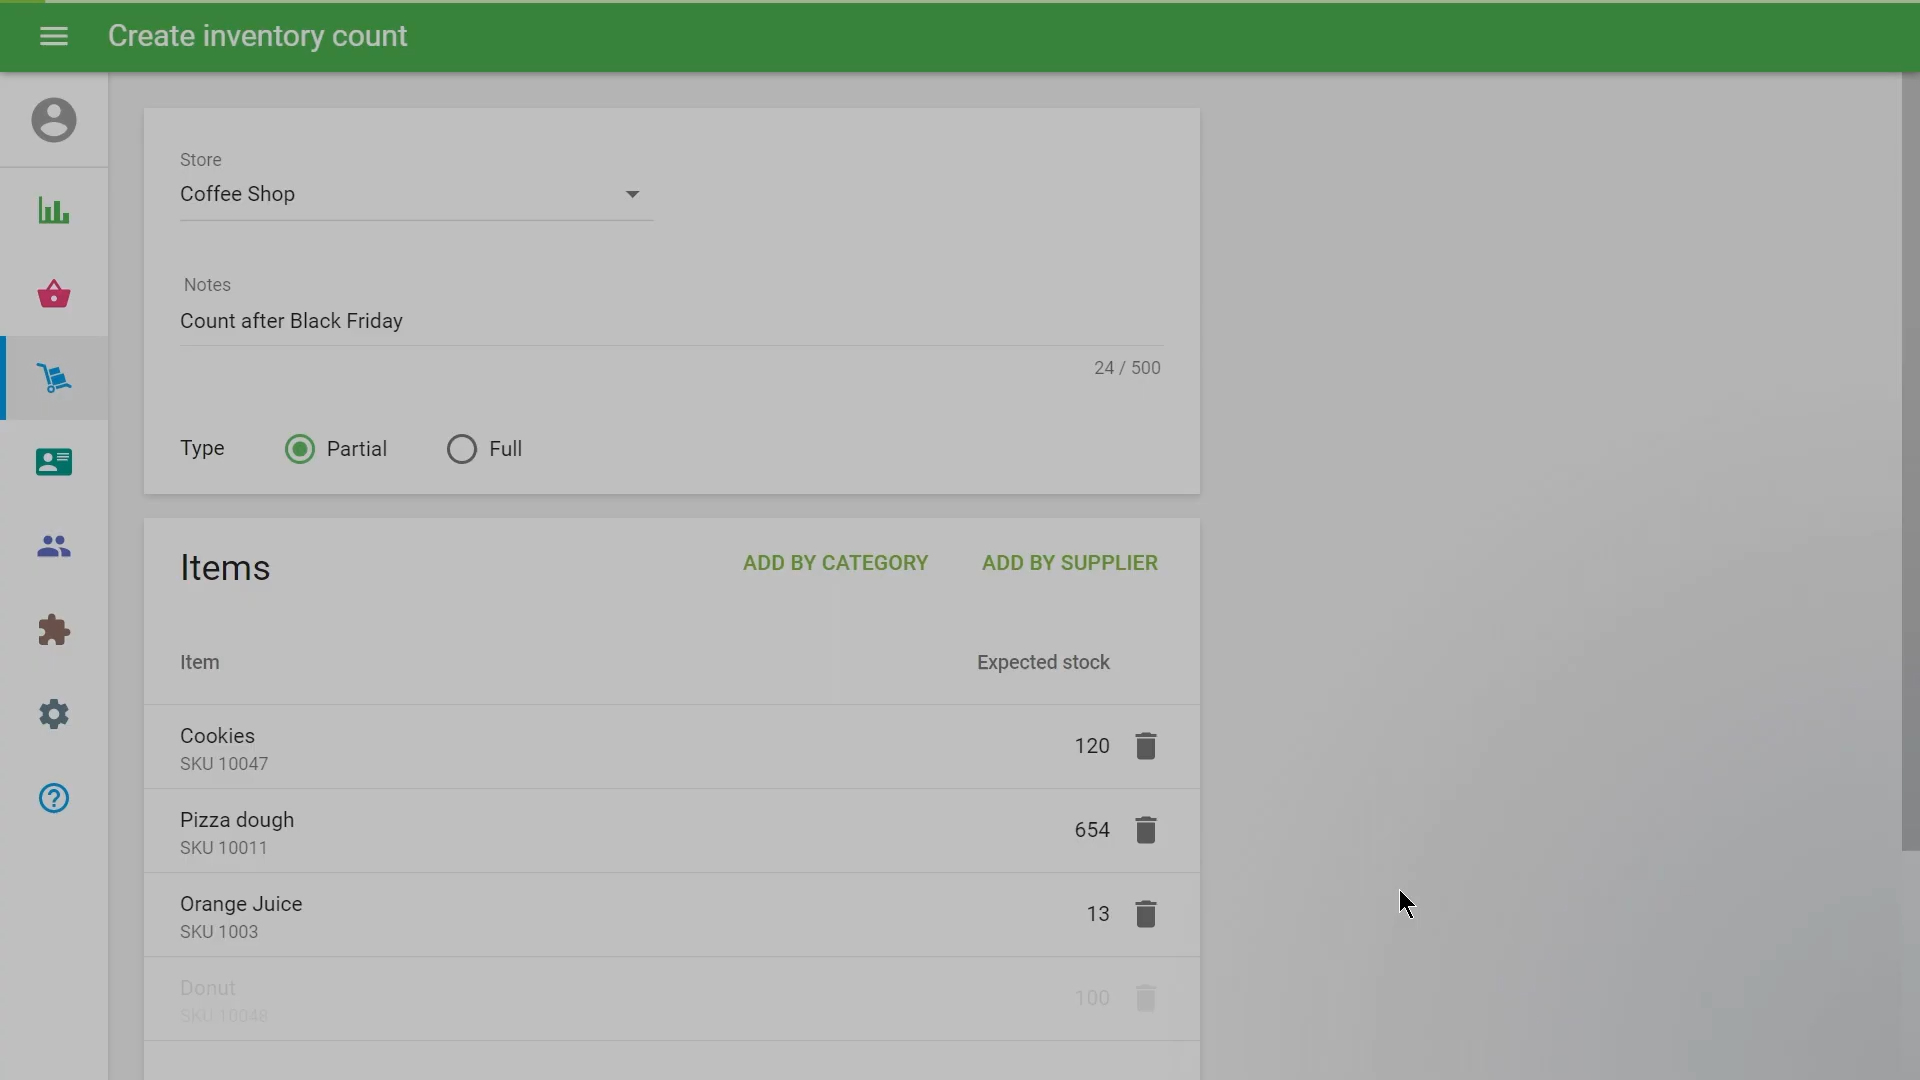 Create inventory count
Store
Coffee Shop
Notes
Count after Black Friday
24 / 500
Type
Partial
Full
Items
ADD BY CATEGORY
ADD BY SUPPLIER
Item
Expected stock
Cookies
120
SKU 10047
Pizza dough
654
SKU 10011
Orange Juice
13
SKU 1003
Donut
100
SKU 10048